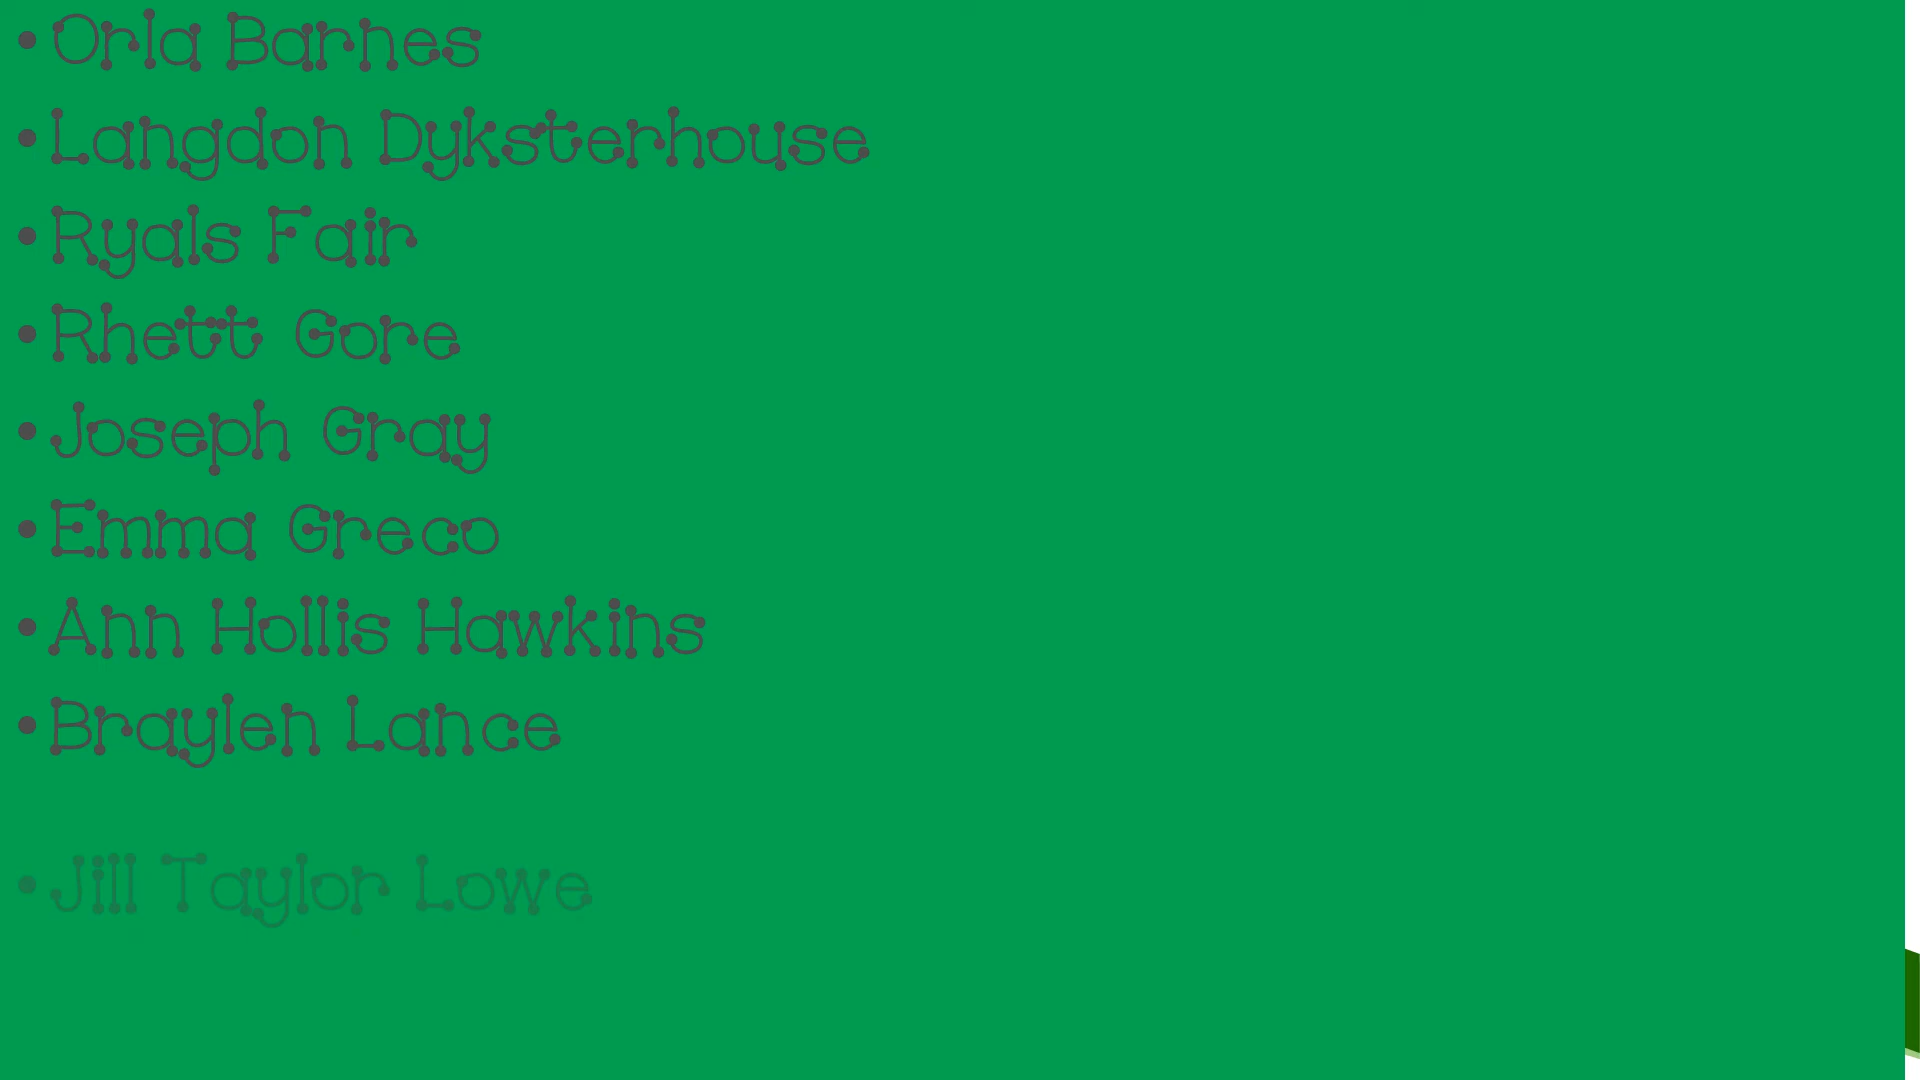 • Orla Barnes
• Langdon Dyksterhouse
• Ryals Fair
• Rhett Gore
• Joseph Gray
• Emma Greco
• Ann Hollis Hawkins
• Braylen Lance
• Jill Taylor Lowe